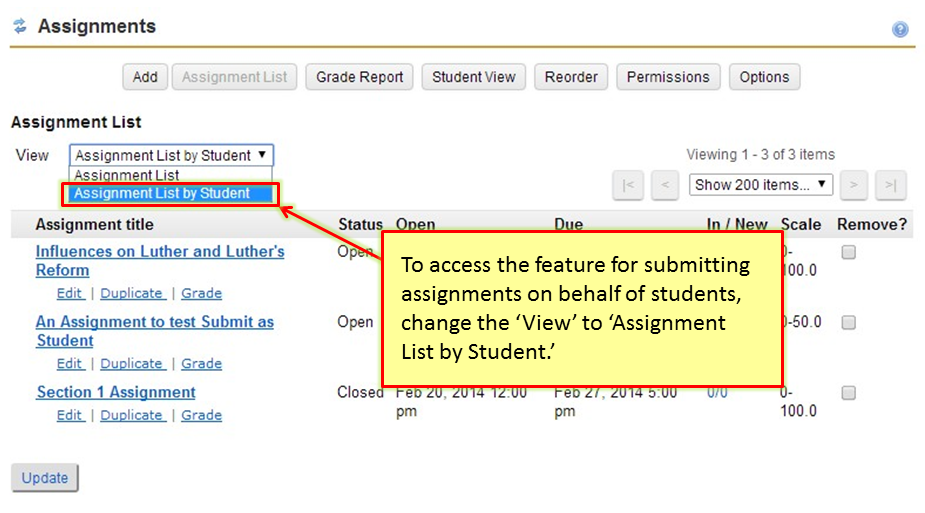 Assignments
Add Assignment List Grade Report Student View Reorder Permissions Options
Assignment List
View Assignment List by Student
Assignment List
Assignment List by Student
Viewing 1 - 3 of 3 items
|< < Show 200 items... > >|
Assignment title Status Open Due In / New Scale Remove?
Influences on Luther and Luther's Open 0-
Reform 100.0
Edit | Duplicate | Grade
An Assignment to test Submit as Open 0-50.0
Student
Edit | Duplicate | Grade
Section 1 Assignment Closed Feb 20, 2014 12:00 Feb 27, 2014 5:00 0/0 0-
pm pm 100.0
Edit | Duplicate | Grade
To access the feature for submitting
assignments on behalf of students,
change the ‘View’ to ‘Assignment
List by Student.’
Update